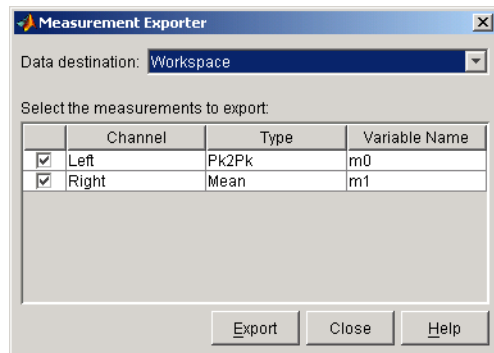 Measurement Exporter
Data destination: Workspace
Select the measurements to export:
Channel Type Variable Name
Left Pk2Pk m0
Right Mean m1
Export Close Help